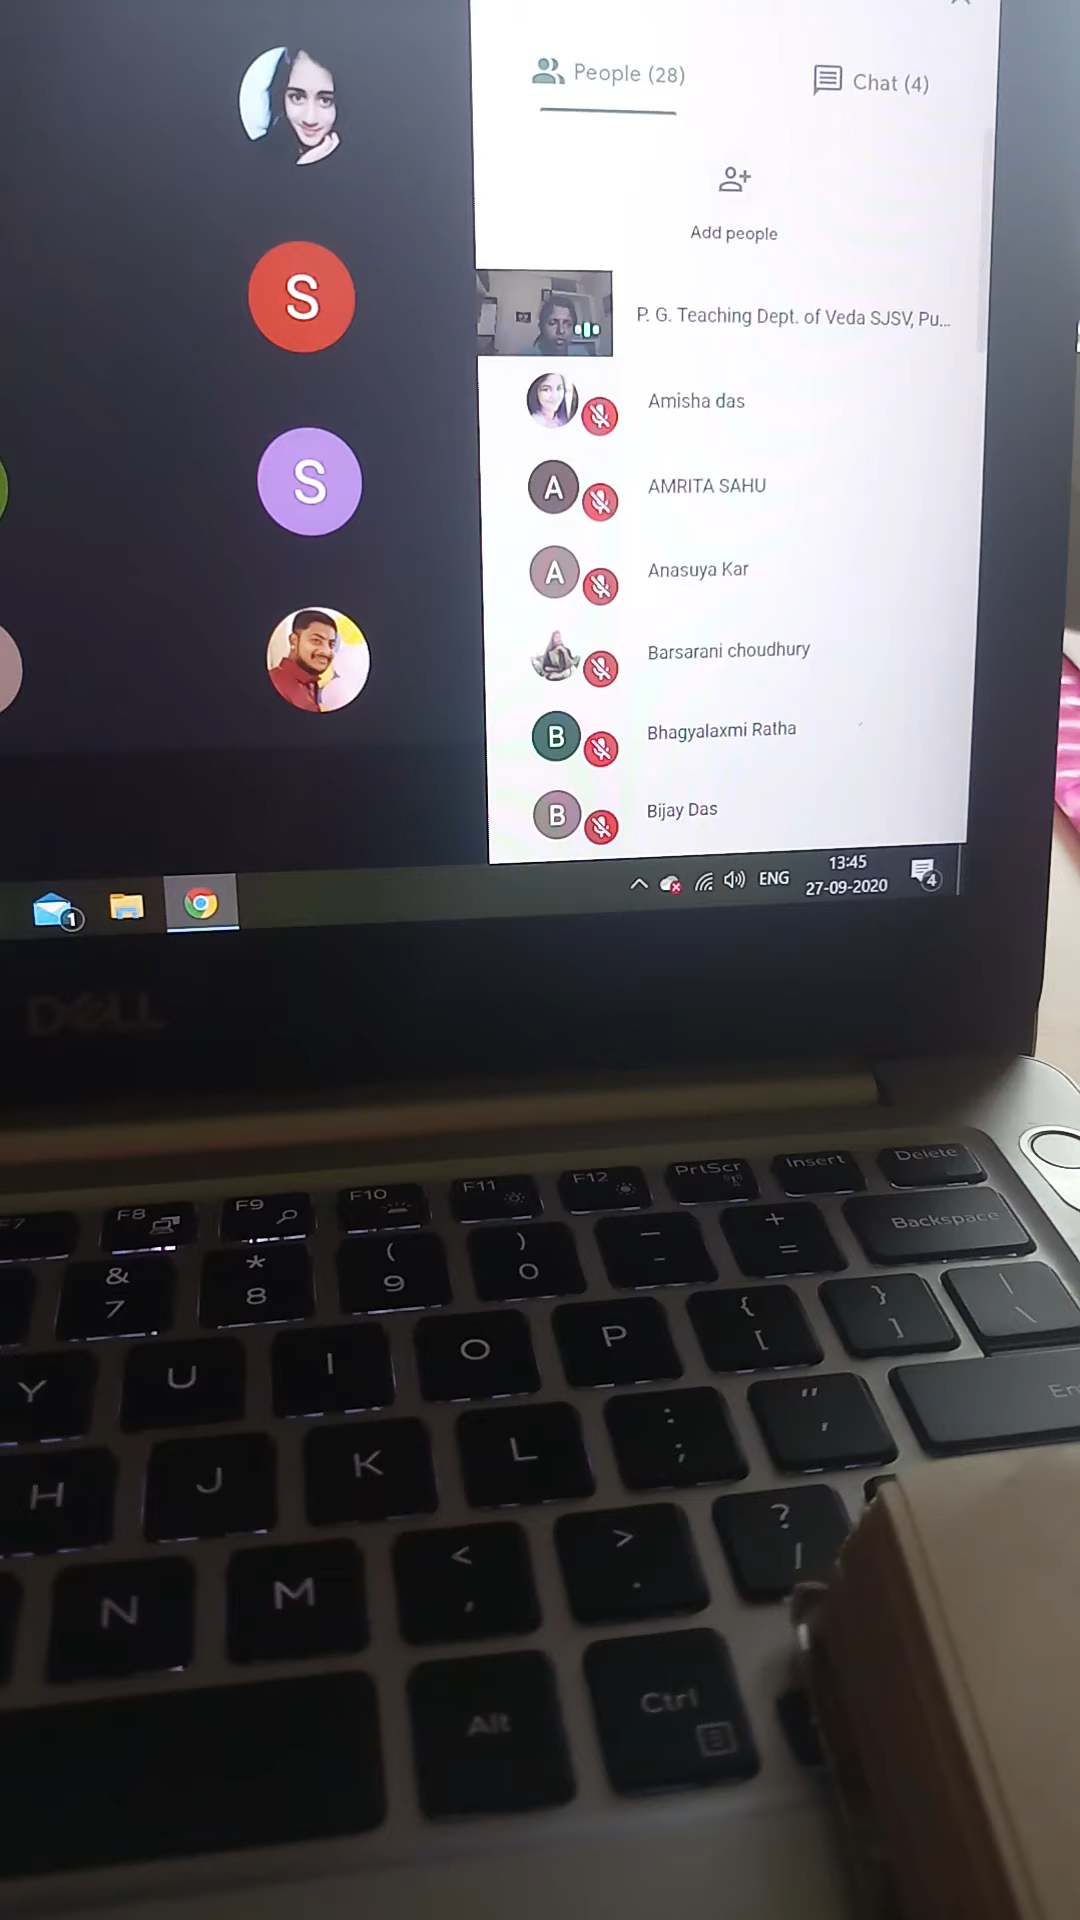 People (28)
Chat (4)
Add people
S
P. G. Teaching Dept. of Veda SJSV, Pu...
Amisha das
A AMRITA SAHU
S
A Anasuya Kar
Barsarani choudhury
B Bhagyalaxmi Ratha
B Bijay Das
1
ENG
13:45
27-09-2020
4
DELL
F7 F8 F9 F10 F11 F12 PrtScr Insert Delete
& * ( ) — + Backspace
7 8 9 0 - =
Y U I O P { } |
[ ] \
H J K L : " En
; '
N M < > ?
, . /
Alt Ctrl